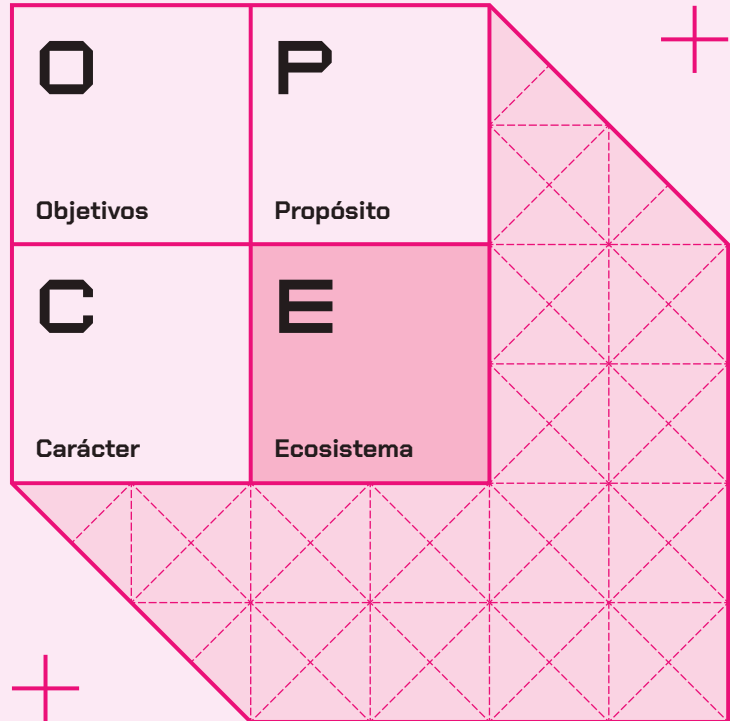 O
P
Objetivos
Propósito
C
E
Carácter
Ecosistema